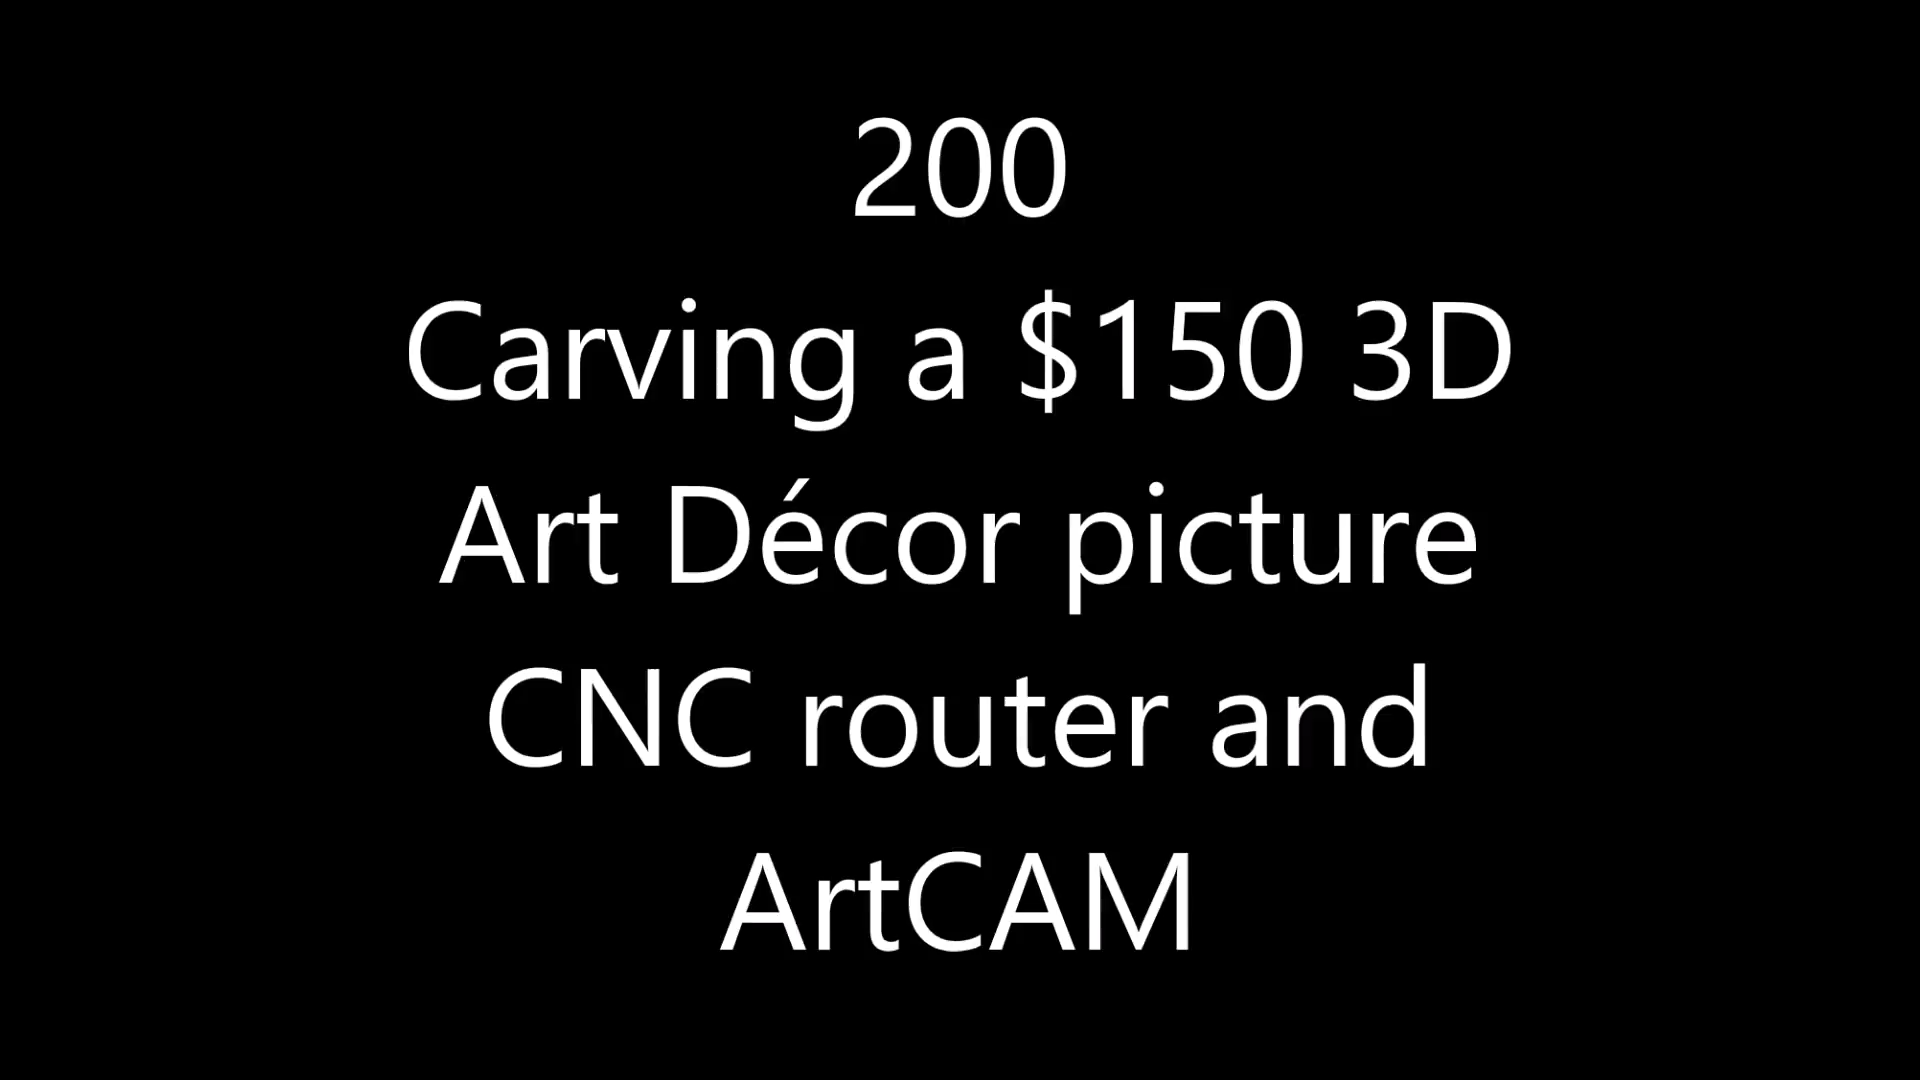 200
Carving a $150 3D
Art Décor picture
CNC router and
ArtCAM